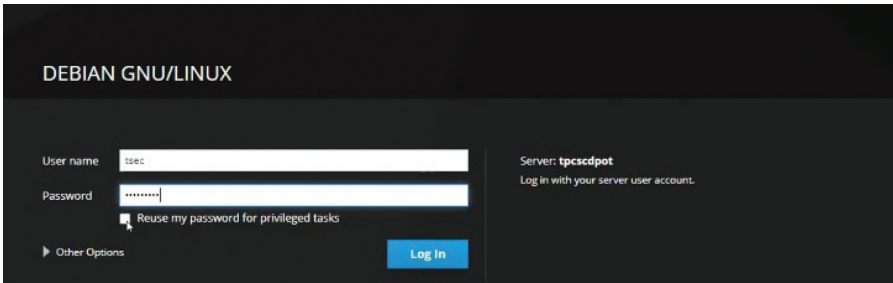 DEBIAN GNU/LINUX
User name
tsec
Password
•••••••••
Reuse my password for privileged tasks
Other Options
Log In
Server: tpcscdpot
Log in with your server user account.